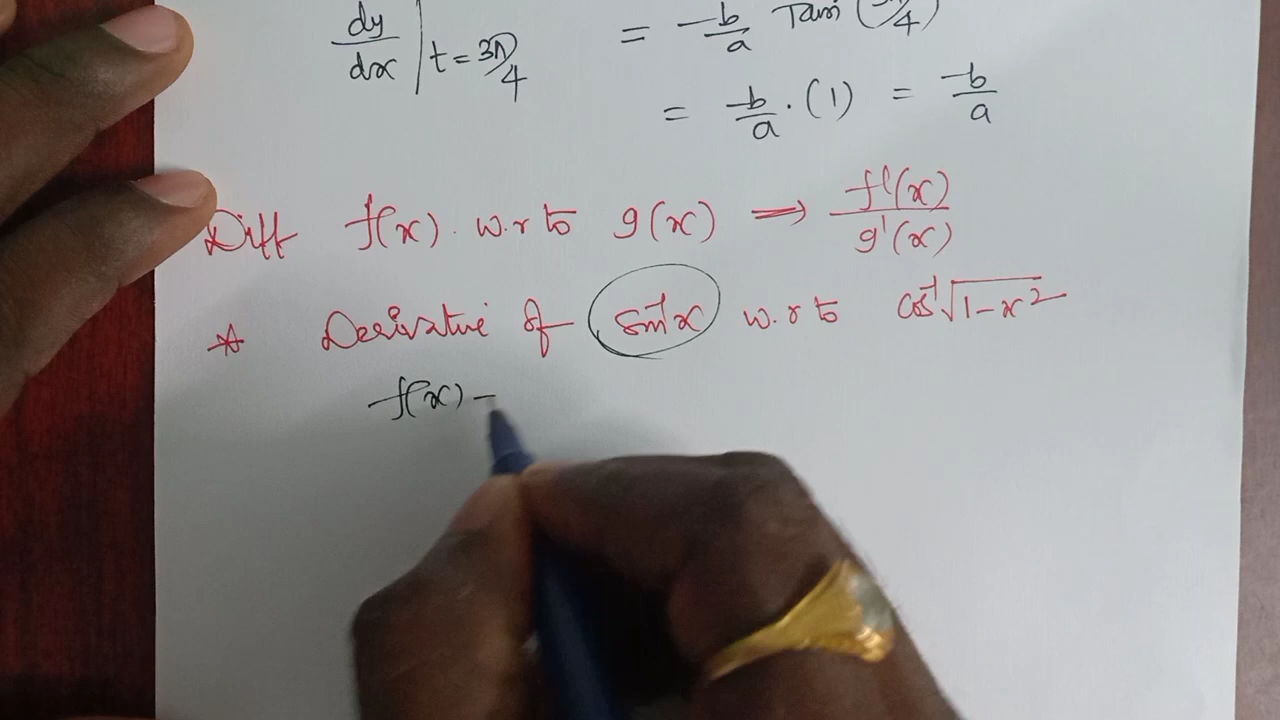 dy/dx | t = 3π/4 = -b/a Tan (3π/4)
= -b/a . (1) = -b/a
Diff f(x). w.r to g(x) ⇒ f'(x)/g'(x)
* Derivative of sin⁻¹x w.r to cos⁻¹√1-x²
f(x) -